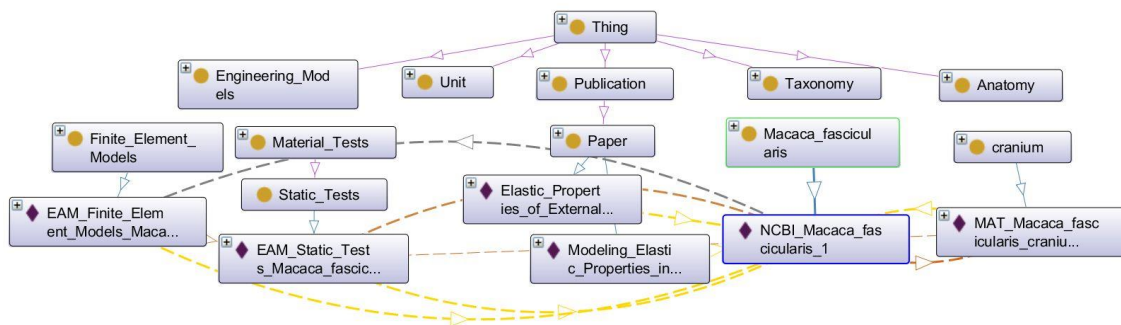 Thing
Engineering_Mod
els
Unit
Publication
Taxonomy
Anatomy
Finite_Element_
Models
Material_Tests
Paper
Macaca_fascicul
aris
cranium
Static_Tests
Elastic_Propert
ies_of_External...
EAM_Finite_Elem
ent_Models_Maca...
EAM_Static_Test
s_Macaca_fascic...
Modeling_Elasti
c_Properties_in...
NCBI_Macaca_fas
cicularis_1
MAT_Macaca_fasc
icularis_craniu...